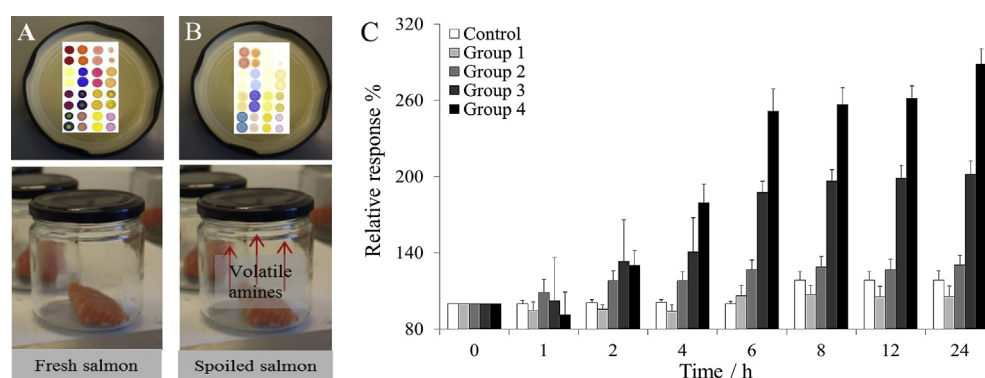 A
B
Volatile
amines
Fresh salmon
Spoiled salmon
C
320
260
200
140
80
Relative response %
Control
Group 1
Group 2
Group 3
Group 4
0 1 2 4 6 8 12 24
Time / h